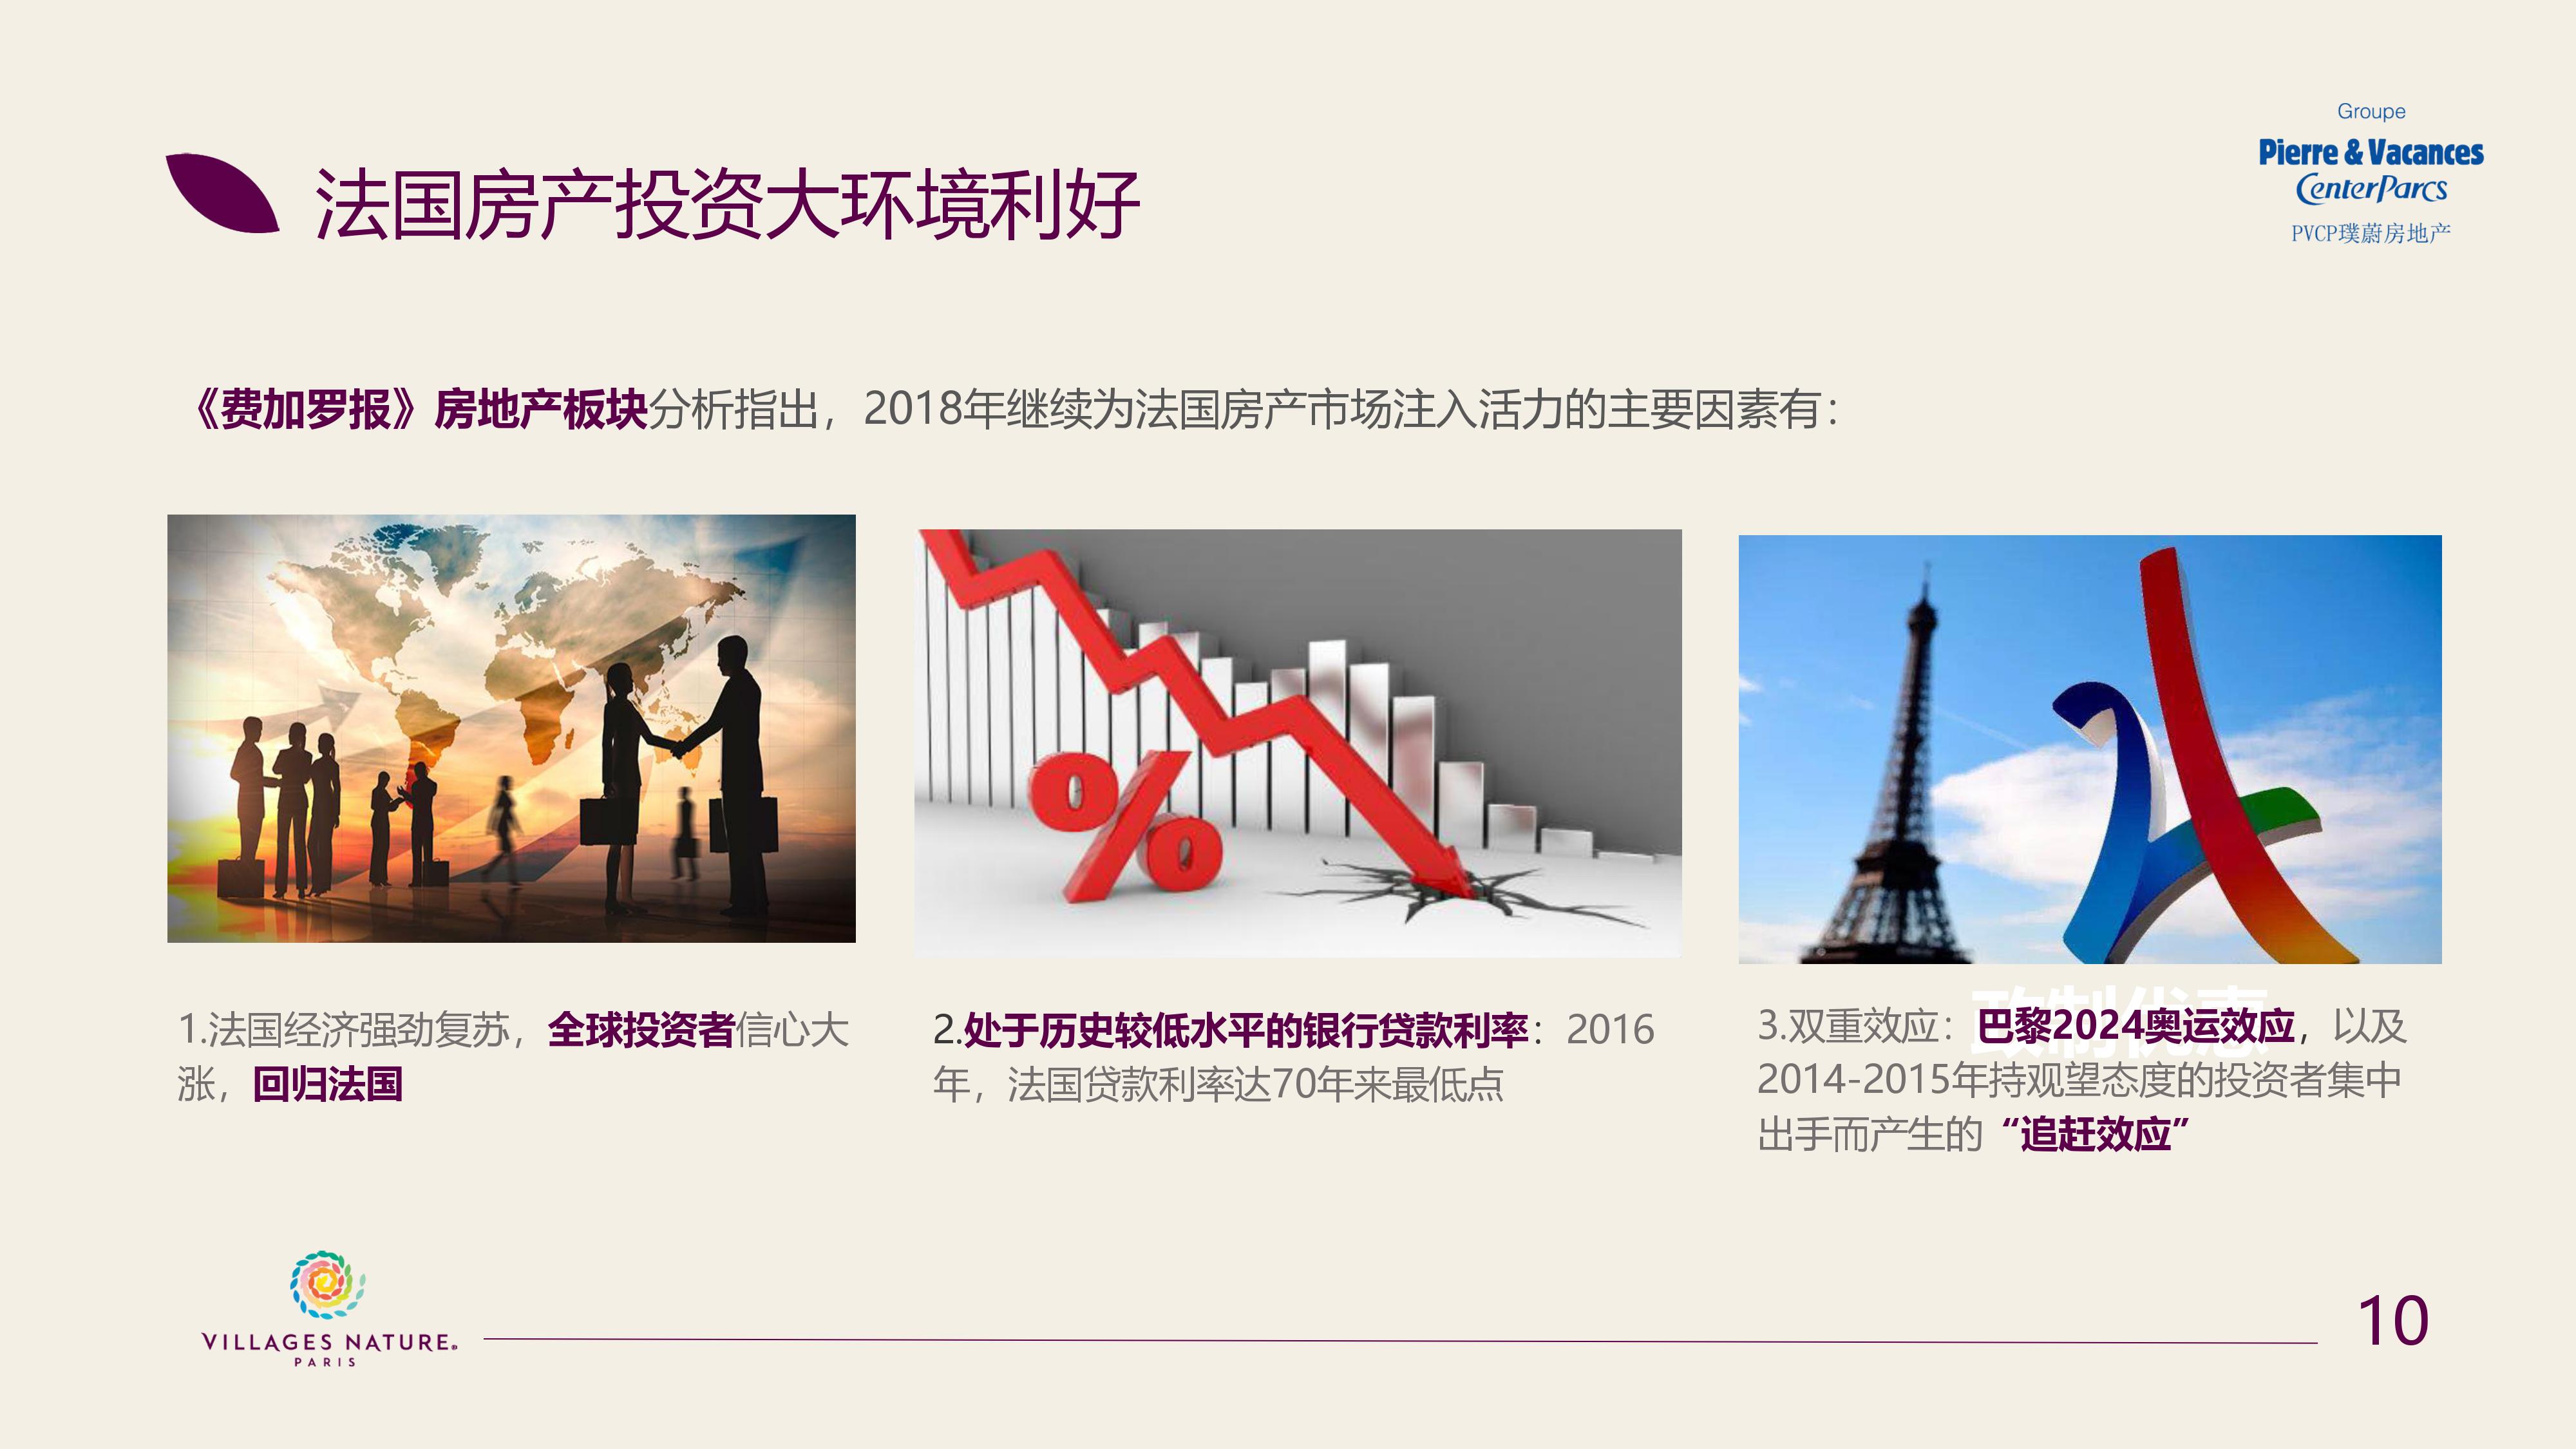 法国房产投资大环境利好
Groupe
Pierre & Vacances
CenterParcs
PVCP璞蔚房地产
《费加罗报》房地产板块分析指出，2018年继续为法国房产市场注入活力的主要因素有：
%
1.法国经济强劲复苏，全球投资者信心大
涨，回归法国
2.处于历史较低水平的银行贷款利率：2016
年，法国贷款利率达70年来最低点
政制优惠
3.双重效应：巴黎2024奥运效应，以及
2014-2015年持观望态度的投资者集中
出手而产生的“追赶效应”
VILLAGES NATURE®
PARIS
10